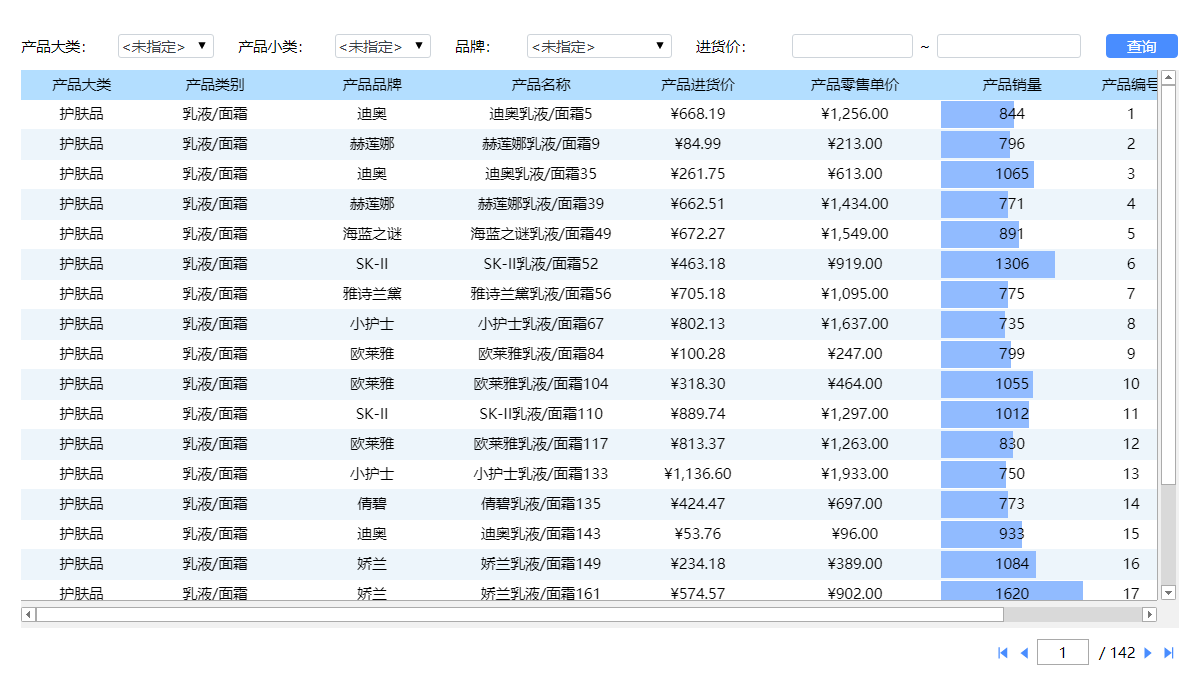 产品大类： <未指定> 产品小类： <未指定> 品牌： <未指定> 进货价： ~ 查询
产品大类 产品类别 产品品牌 产品名称 产品进货价 产品零售单价 产品销量 产品编号
护肤品 乳液/面霜 迪奥 迪奥乳液/面霜5 ¥668.19 ¥1,256.00 844 1
护肤品 乳液/面霜 赫莲娜 赫莲娜乳液/面霜9 ¥84.99 ¥213.00 796 2
护肤品 乳液/面霜 迪奥 迪奥乳液/面霜35 ¥261.75 ¥613.00 1065 3
护肤品 乳液/面霜 赫莲娜 赫莲娜乳液/面霜39 ¥662.51 ¥1,434.00 771 4
护肤品 乳液/面霜 海蓝之谜 海蓝之谜乳液/面霜49 ¥672.27 ¥1,549.00 891 5
护肤品 乳液/面霜 SK-II SK-II乳液/面霜52 ¥463.18 ¥919.00 1306 6
护肤品 乳液/面霜 雅诗兰黛 雅诗兰黛乳液/面霜56 ¥705.18 ¥1,095.00 775 7
护肤品 乳液/面霜 小护士 小护士乳液/面霜67 ¥802.13 ¥1,637.00 735 8
护肤品 乳液/面霜 欧莱雅 欧莱雅乳液/面霜84 ¥100.28 ¥247.00 799 9
护肤品 乳液/面霜 欧莱雅 欧莱雅乳液/面霜104 ¥318.30 ¥464.00 1055 10
护肤品 乳液/面霜 SK-II SK-II乳液/面霜110 ¥889.74 ¥1,297.00 1012 11
护肤品 乳液/面霜 欧莱雅 欧莱雅乳液/面霜117 ¥813.37 ¥1,263.00 830 12
护肤品 乳液/面霜 小护士 小护士乳液/面霜133 ¥1,136.60 ¥1,933.00 750 13
护肤品 乳液/面霜 倩碧 倩碧乳液/面霜135 ¥424.47 ¥697.00 773 14
护肤品 乳液/面霜 迪奥 迪奥乳液/面霜143 ¥53.76 ¥96.00 933 15
护肤品 乳液/面霜 娇兰 娇兰乳液/面霜149 ¥234.18 ¥389.00 1084 16
护肤品 乳液/面霜 娇兰 娇兰乳液/面霜161 ¥574.57 ¥902.00 1620 17
1 / 142